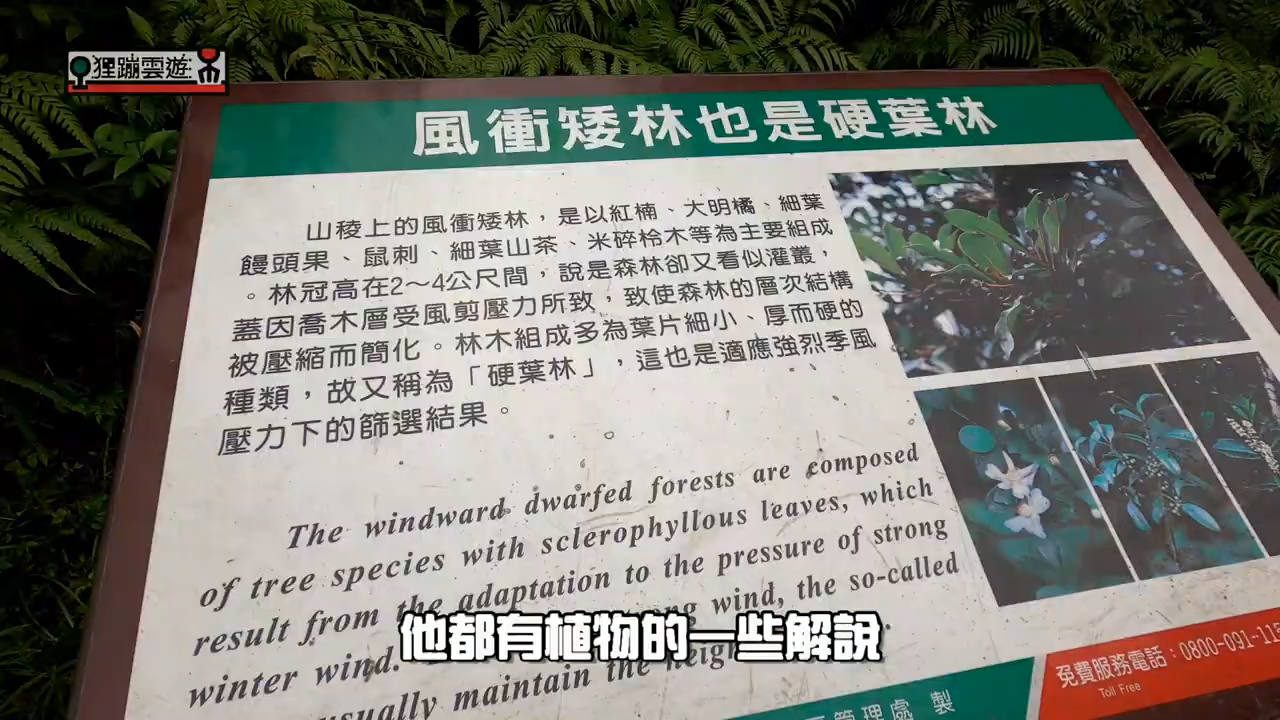 狸蹦雲遊
風衝矮林也是硬葉林
山稜上的風衝矮林，是以紅楠、大明橘、細葉
饅頭果、鼠刺、細葉山茶、米碎柃木等為主要組成
。林冠高在2～4公尺間，說是森林卻又看似灌叢，
蓋因喬木層受風剪壓力所致，致使森林的層次結構
被壓縮而簡化。林木組成多為葉片細小、厚而硬的
種類，故又稱為「硬葉林」，這也是適應強烈季風
壓力下的篩選結果。
The windward dwarfed forests are composed
of tree species with sclerophyllous leaves, which
result from the adaptation to the pressure of strong
winter wind. wind, the so-called
usually maintain the
他都有植物的一些解說
管理處 製
免費服務電話：0800-091-115
Toll Free